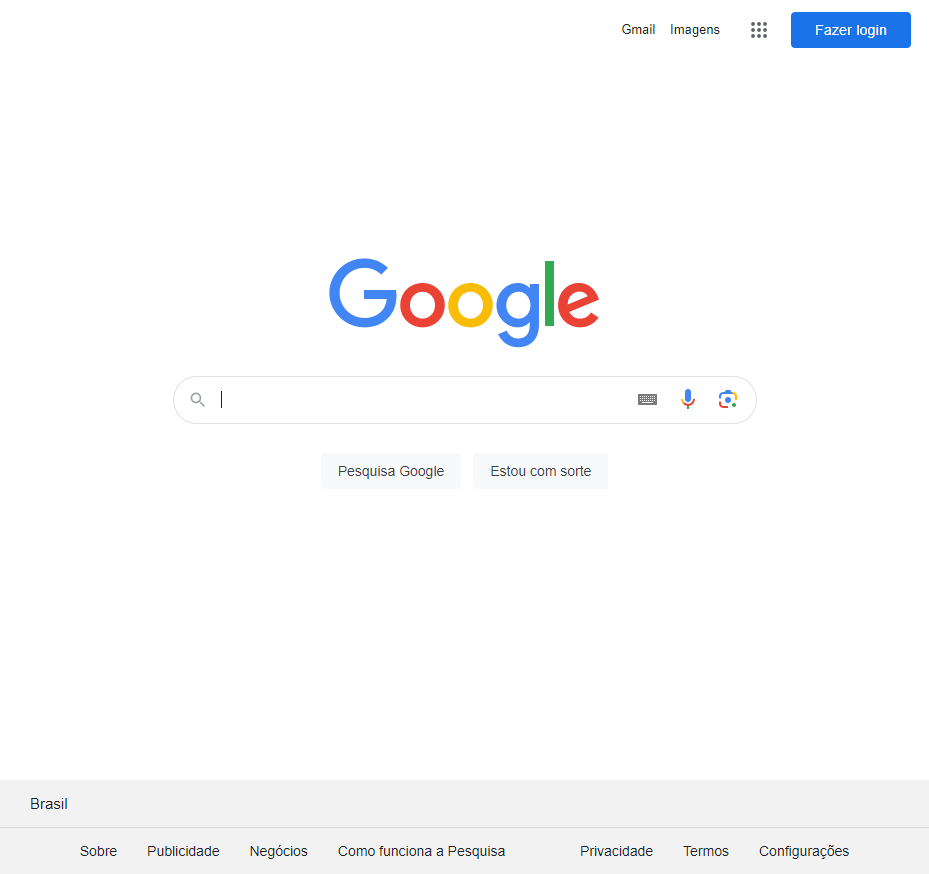 Gmail Imagens Fazer login
Google
Pesquisa Google Estou com sorte
Brasil
Sobre Publicidade Negócios Como funciona a Pesquisa Privacidade Termos Configurações